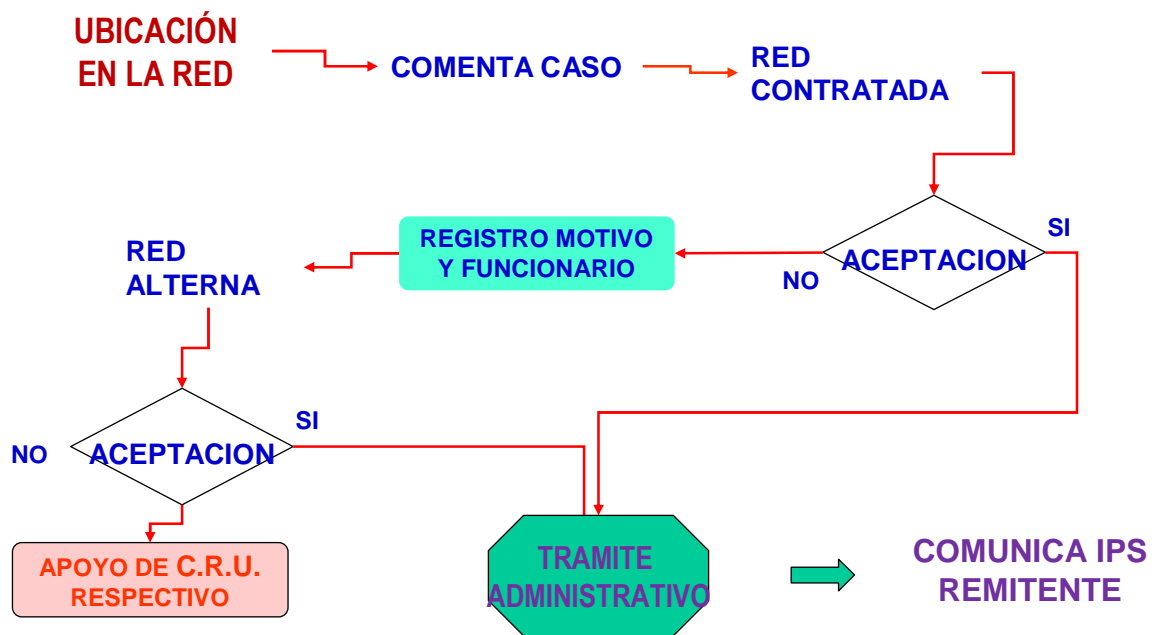 UBICACIÓN
EN LA RED
COMENTA CASO
RED
CONTRATADA
SI
ACEPTACION
NO
REGISTRO MOTIVO
Y FUNCIONARIO
RED
ALTERNA
SI
NO
ACEPTACION
APOYO DE C.R.U.
RESPECTIVO
TRAMITE
ADMINISTRATIVO
COMUNICA IPS
REMITENTE